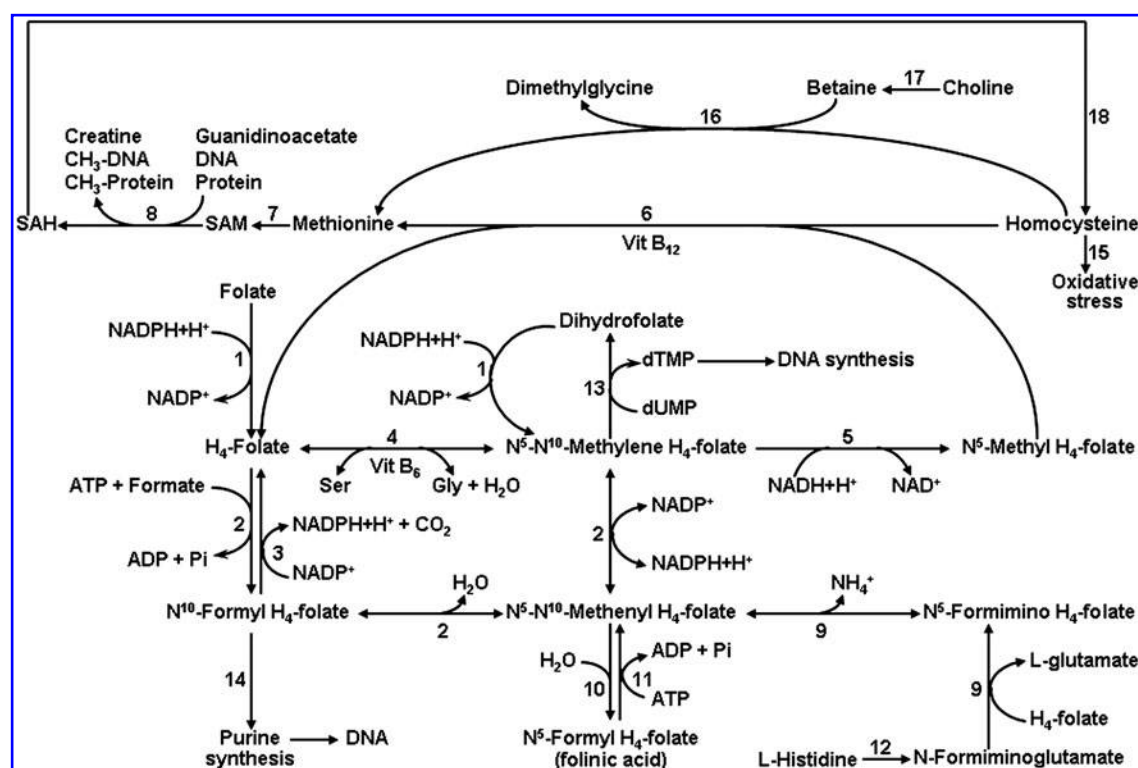 Dimethylglycine
Betaine
17
Choline
16
18
Creatine
CH₃-DNA
CH₃-Protein
Guanidinoacetate
DNA
Protein
SAH
8
SAM
7
Methionine
6
Vit B₁₂
Homocysteine
15
Oxidative
stress
Folate
NADPH+H⁺
1
NADP⁺
Dihydrofolate
NADPH+H⁺
1
NADP⁺
13
dTMP
DNA synthesis
dUMP
H₄-Folate
4
Vit B₆
Ser
Gly + H₂O
N⁵-N¹⁰-Methylene H₄-folate
5
NADH+H⁺
NAD⁺
N⁵-Methyl H₄-folate
ATP + Formate
2
ADP + Pi
NADPH+H⁺ + CO₂
3
NADP⁺
2
NADP⁺
NADPH+H⁺
N¹⁰-Formyl H₄-folate
H₂O
2
N⁵-N¹⁰-Methenyl H₄-folate
NH₄⁺
9
N⁵-Formimino H₄-folate
14
H₂O
10
11
ADP + Pi
ATP
9
L-glutamate
H₄-folate
Purine
synthesis
DNA
N⁵-Formyl H₄-folate
(folinic acid)
L-Histidine
12
N-Formiminoglutamate